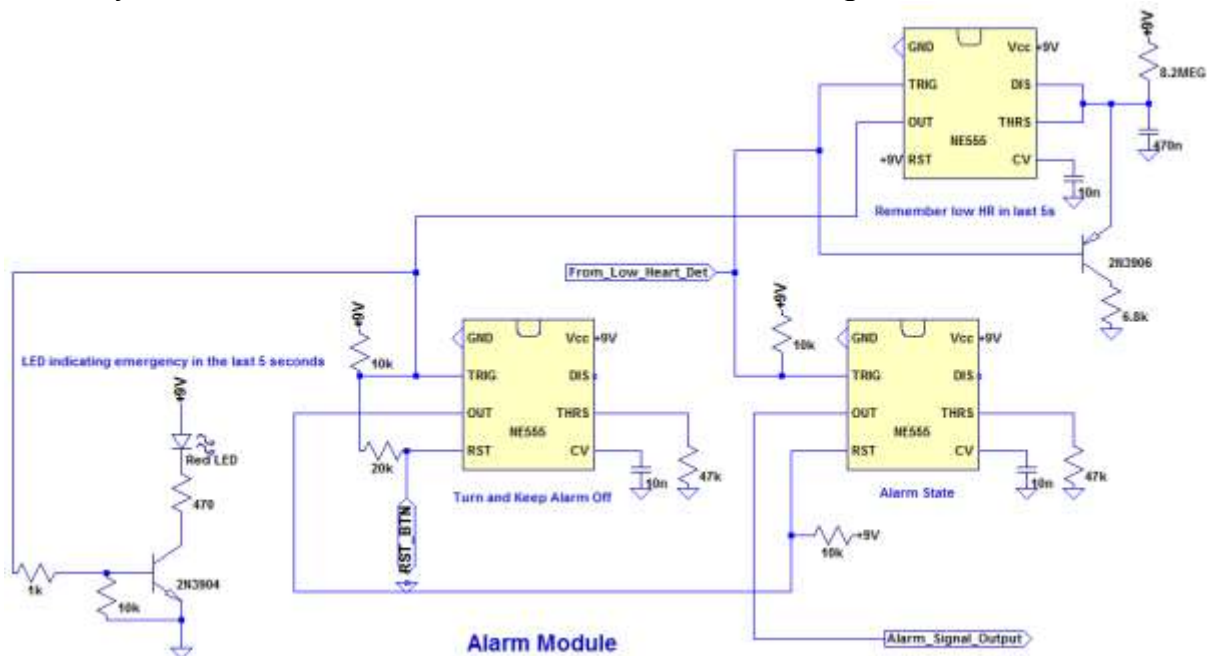 +9V
GND Vcc +9V
8.2MEG
TRIG DIS
OUT THRS
NE555
470n
+9V RST CV
10n
Remember low HR in last 5s
From_Low_Heart_Det
2N3906
6.8k
+9V
+9V
10k
10k
GND Vcc +9V
GND Vcc +9V
LED indicating emergency in the last 5 seconds
TRIG DIS
TRIG DIS
+9V
OUT THRS
OUT THRS
NE555
NE555
Red LED
RST CV
RST CV
20k
10n
47k
10n
47k
Turn and Keep Alarm Off
Alarm State
470
RST_BTN
+9V
10k
2N3904
1k
10k
Alarm Module
Alarm_Signal_Output